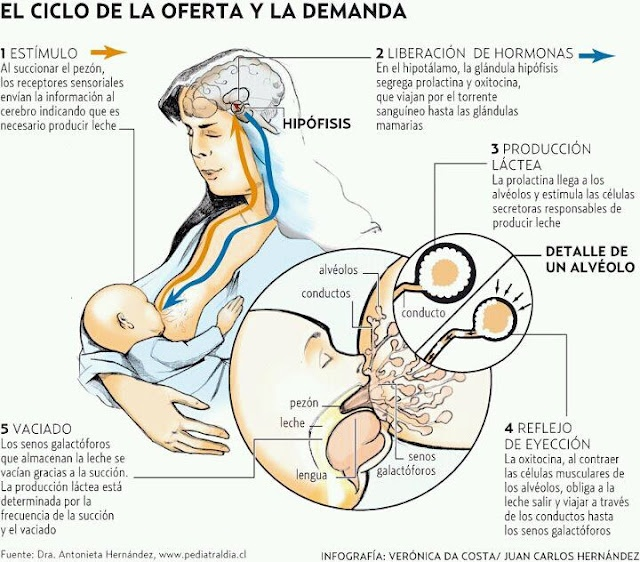 EL CICLO DE LA OFERTA Y LA DEMANDA
1 ESTÍMULO
Al succionar el pezón,
los receptores sensoriales
envían la información al
cerebro indicando que es
necesario producir leche
2 LIBERACIÓN DE HORMONAS
En el hipotálamo, la glándula hipófisis
segrega prolactina y oxitocina,
que viajan por el torrente
sanguíneo hasta las glándulas
mamarias
HIPÓFISIS
3 PRODUCCIÓN
LÁCTEA
La prolactina llega a los
alvéolos y estimula las células
secretoras responsables de
producir leche
DETALLE DE
UN ALVÉOLO
alvéolos
conductos
conducto
pezón
leche
lengua
senos
galactóforos
4 REFLEJO
DE EYECCIÓN
La oxitocina, al contraer
las células musculares de
los alvéolos, obliga a la
leche salir y viajar a través
de los conductos hasta
los senos galactóforos
5 VACIADO
Los senos galactóforos
que almacenan la leche se
vacían gracias a la succión.
La producción láctea está
determinada por la
frecuencia de la succión
y el vaciado
Fuente: Dra. Antonieta Hernández, www.pediatraldia.cl
INFOGRAFÍA: VERÓNICA DA COSTA/ JUAN CARLOS HERNÁNDEZ